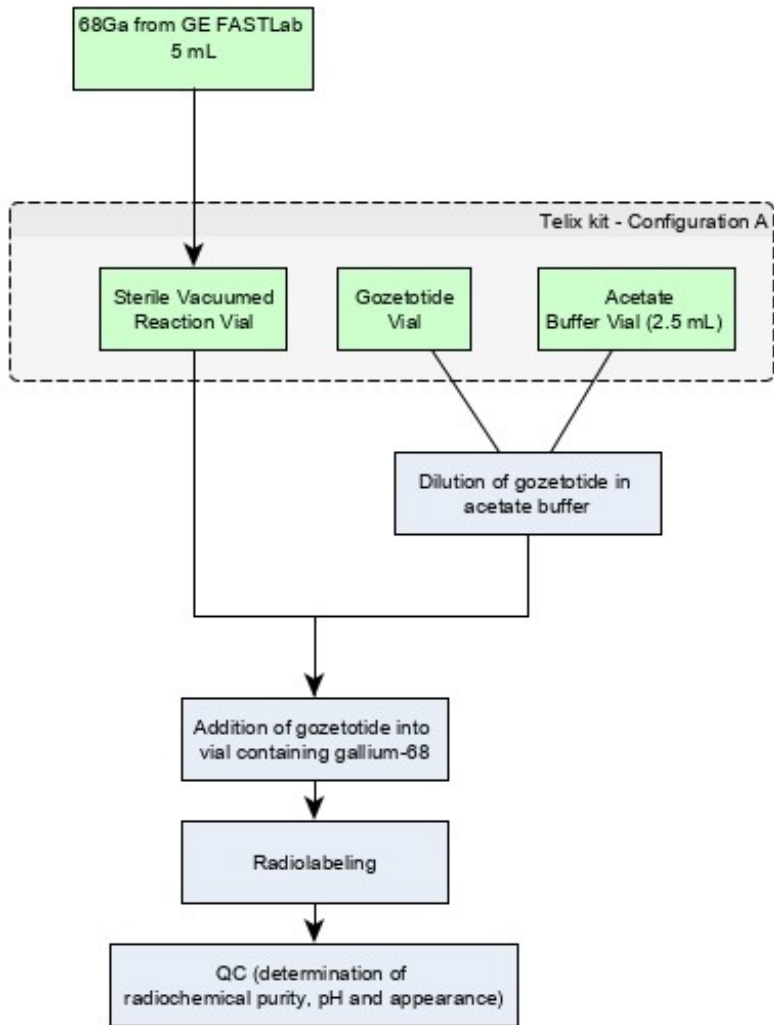 68Ga from GE FASTLab
5 mL
Telix kit - Configuration A
Sterile Vacuumed
Reaction Vial
Gozetotide
Vial
Acetate
Buffer Vial (2.5 mL)
Dilution of gozetotide in
acetate buffer
Addition of gozetotide into
vial containing gallium-68
Radiolabeling
QC (determination of
radiochemical purity, pH and appearance)